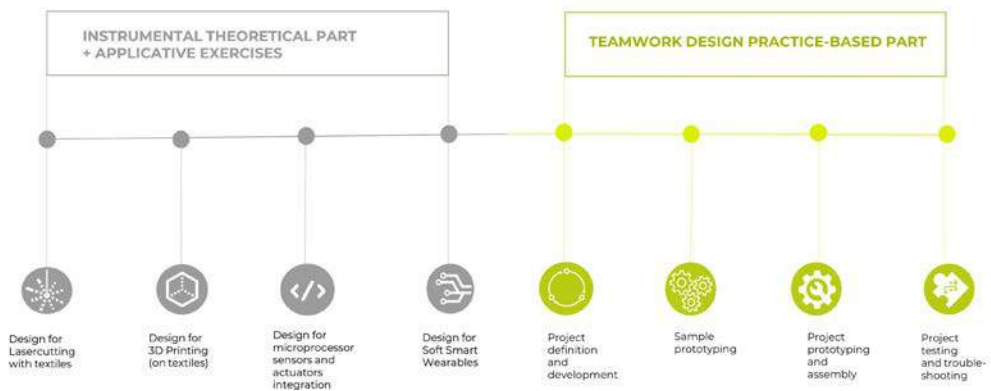 INSTRUMENTAL THEORETICAL PART
+ APPLICATIVE EXERCISES
TEAMWORK DESIGN PRACTICE-BASED PART
</>
Design for
Lasercutting
with textiles
Design for
3D Printing
(on textiles)
Design for
microprocessor
sensors and
actuators
integration
Design for
Soft Smart
Wearables
Project
definition
and
development
Sample
prototyping
Project
prototyping
and
assembly
Project
testing
and trouble-
shooting